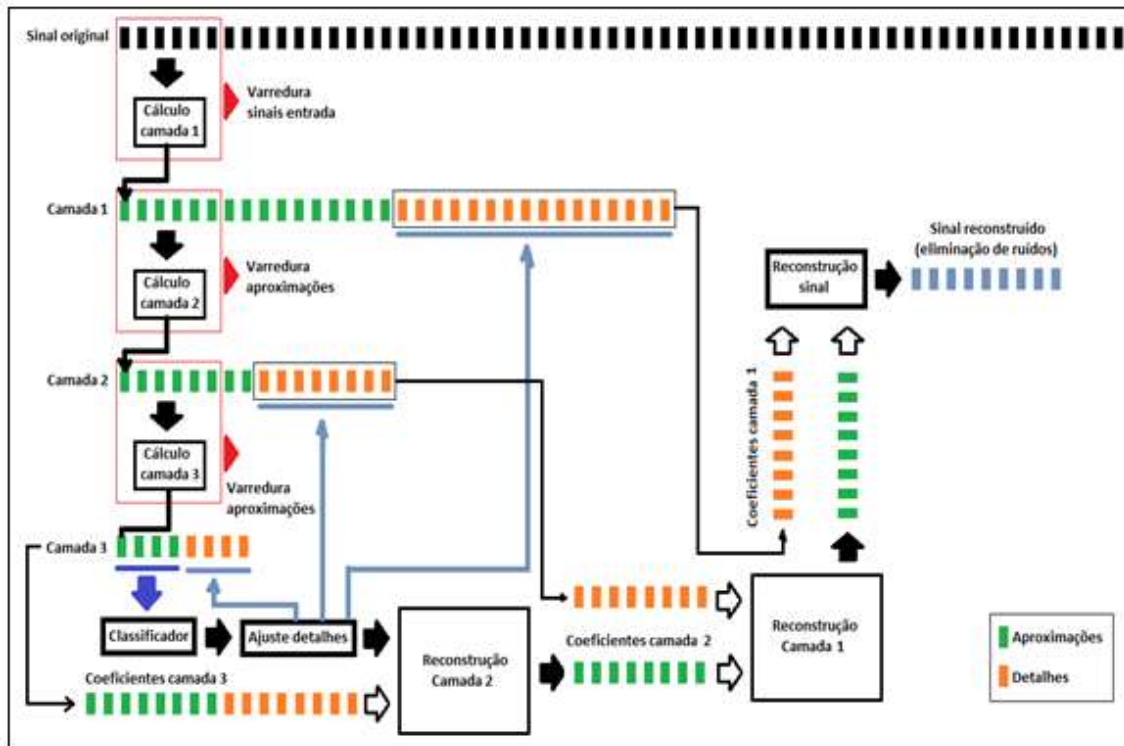 Sinal original
Cálculo
camada 1
Varredura
sinais entrada
Camada 1
Cálculo
camada 2
Varredura
aproximações
Sinal reconstruído
(eliminação de ruídos)
Reconstrução
sinal
Camada 2
Cálculo
camada 3
Varredura
aproximações
Coeficientes camada 1
Camada 3
Classificador
Ajuste detalhes
Reconstrução
Camada 2
Coeficientes camada 2
Reconstrução
Camada 1
Coeficientes camada 3
Aproximações
Detalhes